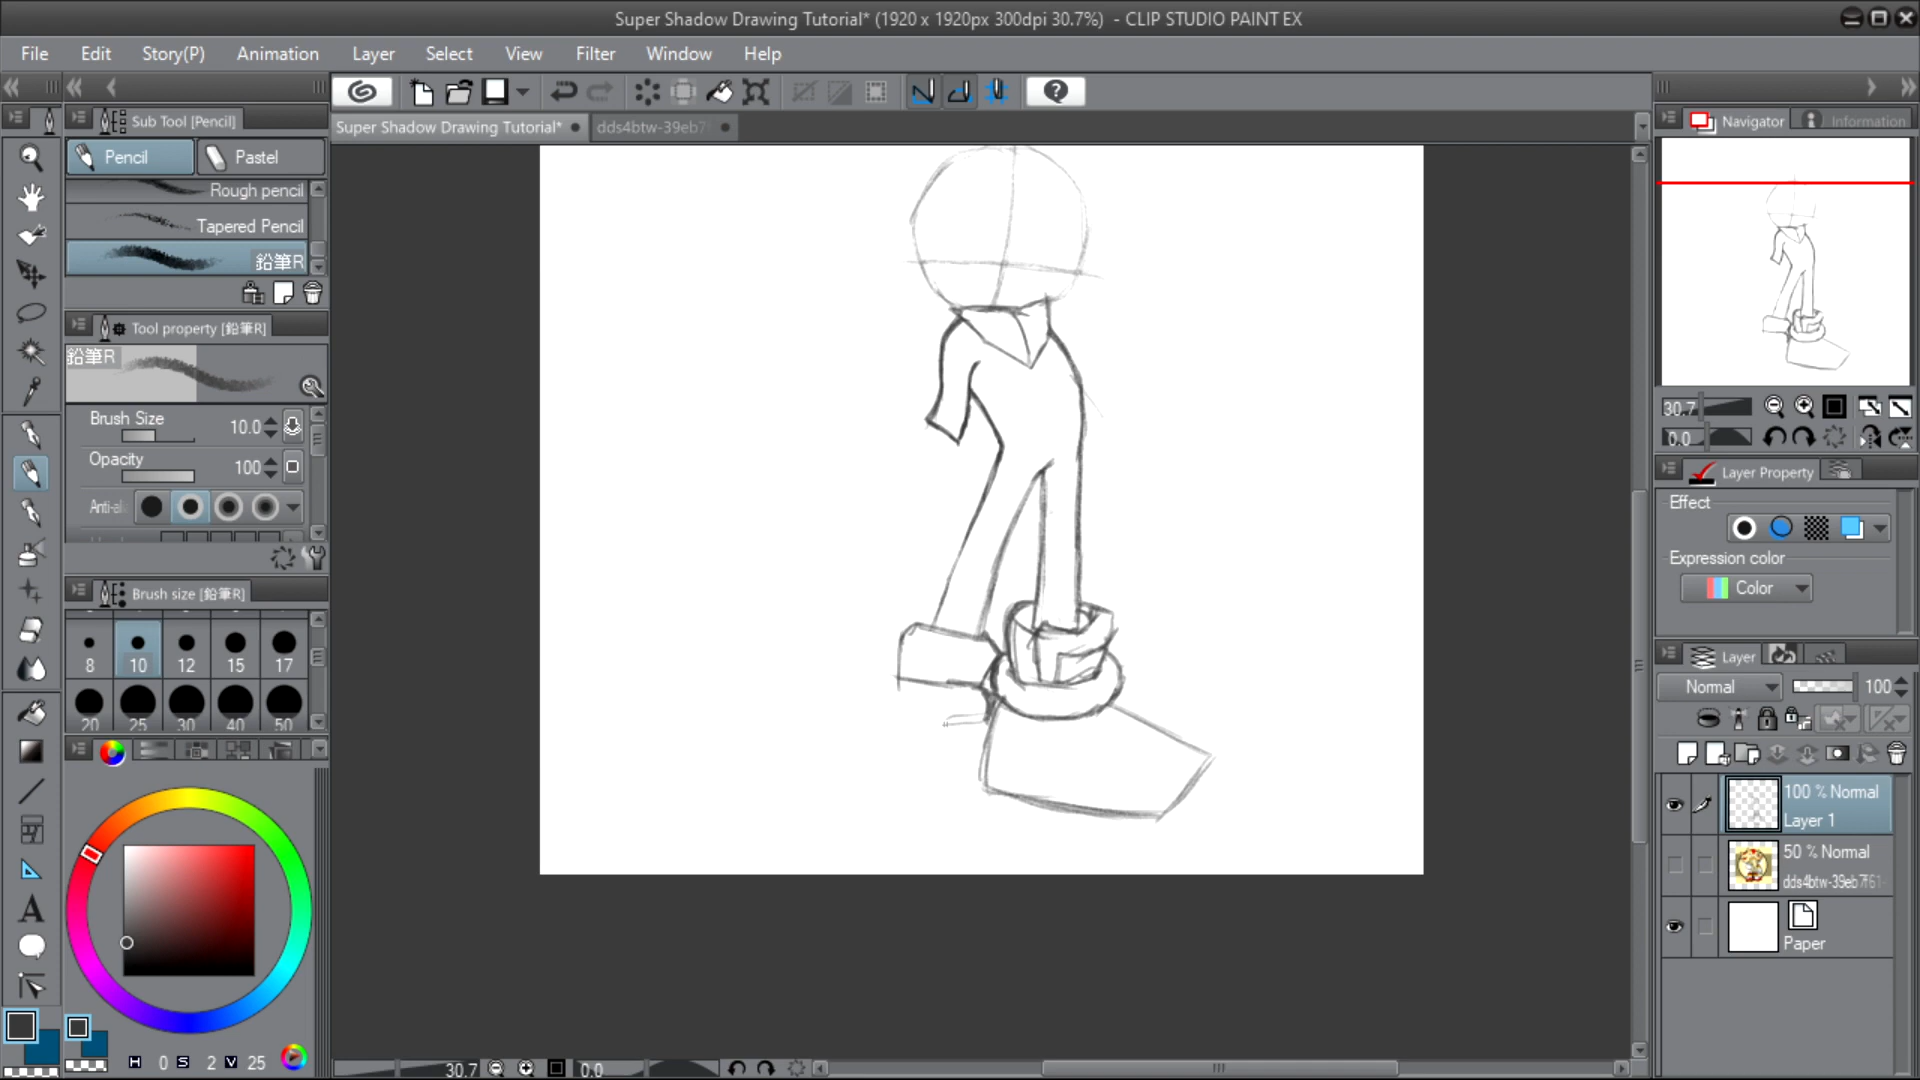 Super Shadow Drawing Tutorial* (1920 x 1920px 300dpi 30.7%) - CLIP STUDIO PAINT EX
File Edit Story(P) Animation Layer Select View Filter Window Help
Sub Tool [Pencil]
Super Shadow Drawing Tutorial*
Navigator
Information
Pencil
Pastel
Rough pencil
Tapered Pencil
鉛筆R
Tool property [鉛筆R]
鉛筆R
Brush Size 10.0
Opacity 100
Anti-al
Brush size [鉛筆R]
8 10 12 15 17
20 25 30 40 50
H 0 S 2 V 25
30.7 0.0
30.7
0.0
Layer Property
Effect
Expression color
Color
Layer
Normal 100
100 % Normal
Layer 1
50 % Normal
dds4btw-39eb7f61-
Paper